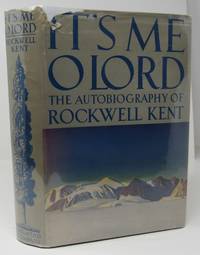 IT'S ME
O LORD
ROCKWELL
KENT
IT'S ME
O LORD
THE AUTOBIOGRAPHY OF
ROCKWELL KENT